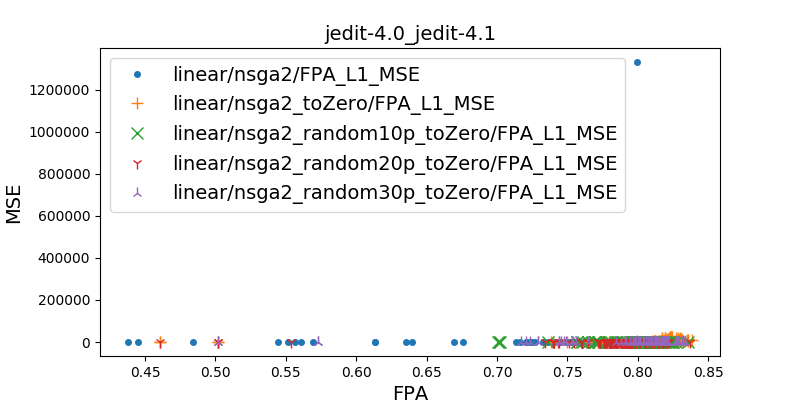 jedit-4.0_jedit-4.1
linear/nsga2/FPA_L1_MSE
linear/nsga2_toZero/FPA_L1_MSE
linear/nsga2_random10p_toZero/FPA_L1_MSE
linear/nsga2_random20p_toZero/FPA_L1_MSE
linear/nsga2_random30p_toZero/FPA_L1_MSE
MSE
1200000
1000000
800000
600000
400000
200000
0
0.45 0.50 0.55 0.60 0.65 0.70 0.75 0.80 0.85
FPA